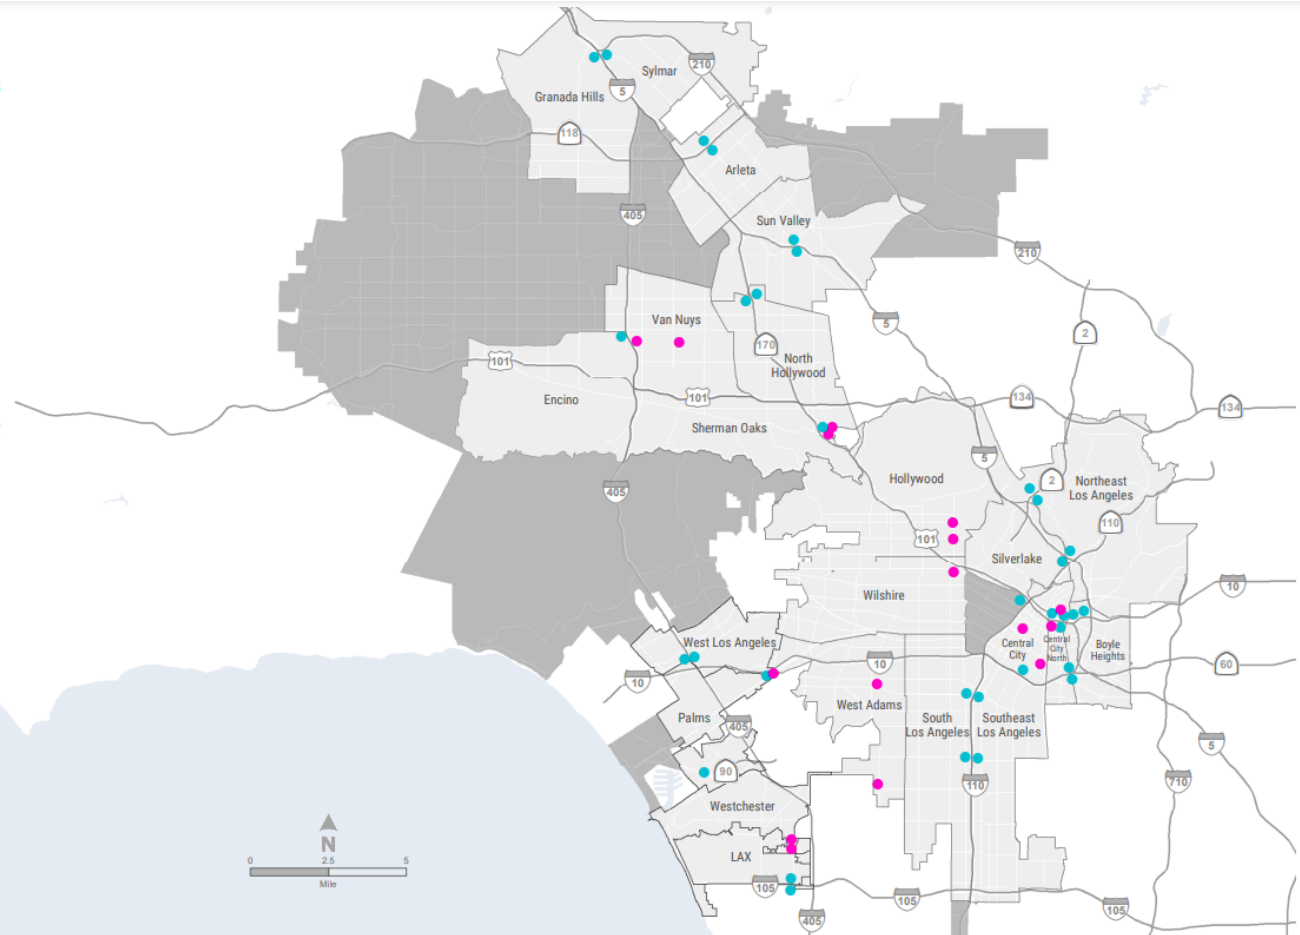 Sylmar
210
5
Granada Hills
118
Arleta
405
Sun Valley
210
Van Nuys
5
2
170
101
North
Hollywood
Encino
101
134
134
Sherman Oaks
5
Hollywood
2
Northeast
Los Angeles
405
110
101
Silverlake
10
Wilshire
West Los Angeles
Central
City
Central
City
North
Boyle
Heights
10
60
10
West Adams
Palms
405
South
Los Angeles
Southeast
Los Angeles
5
90
110
710
Westchester
N
0
2.5
5
Mile
LAX
105
105
105
405